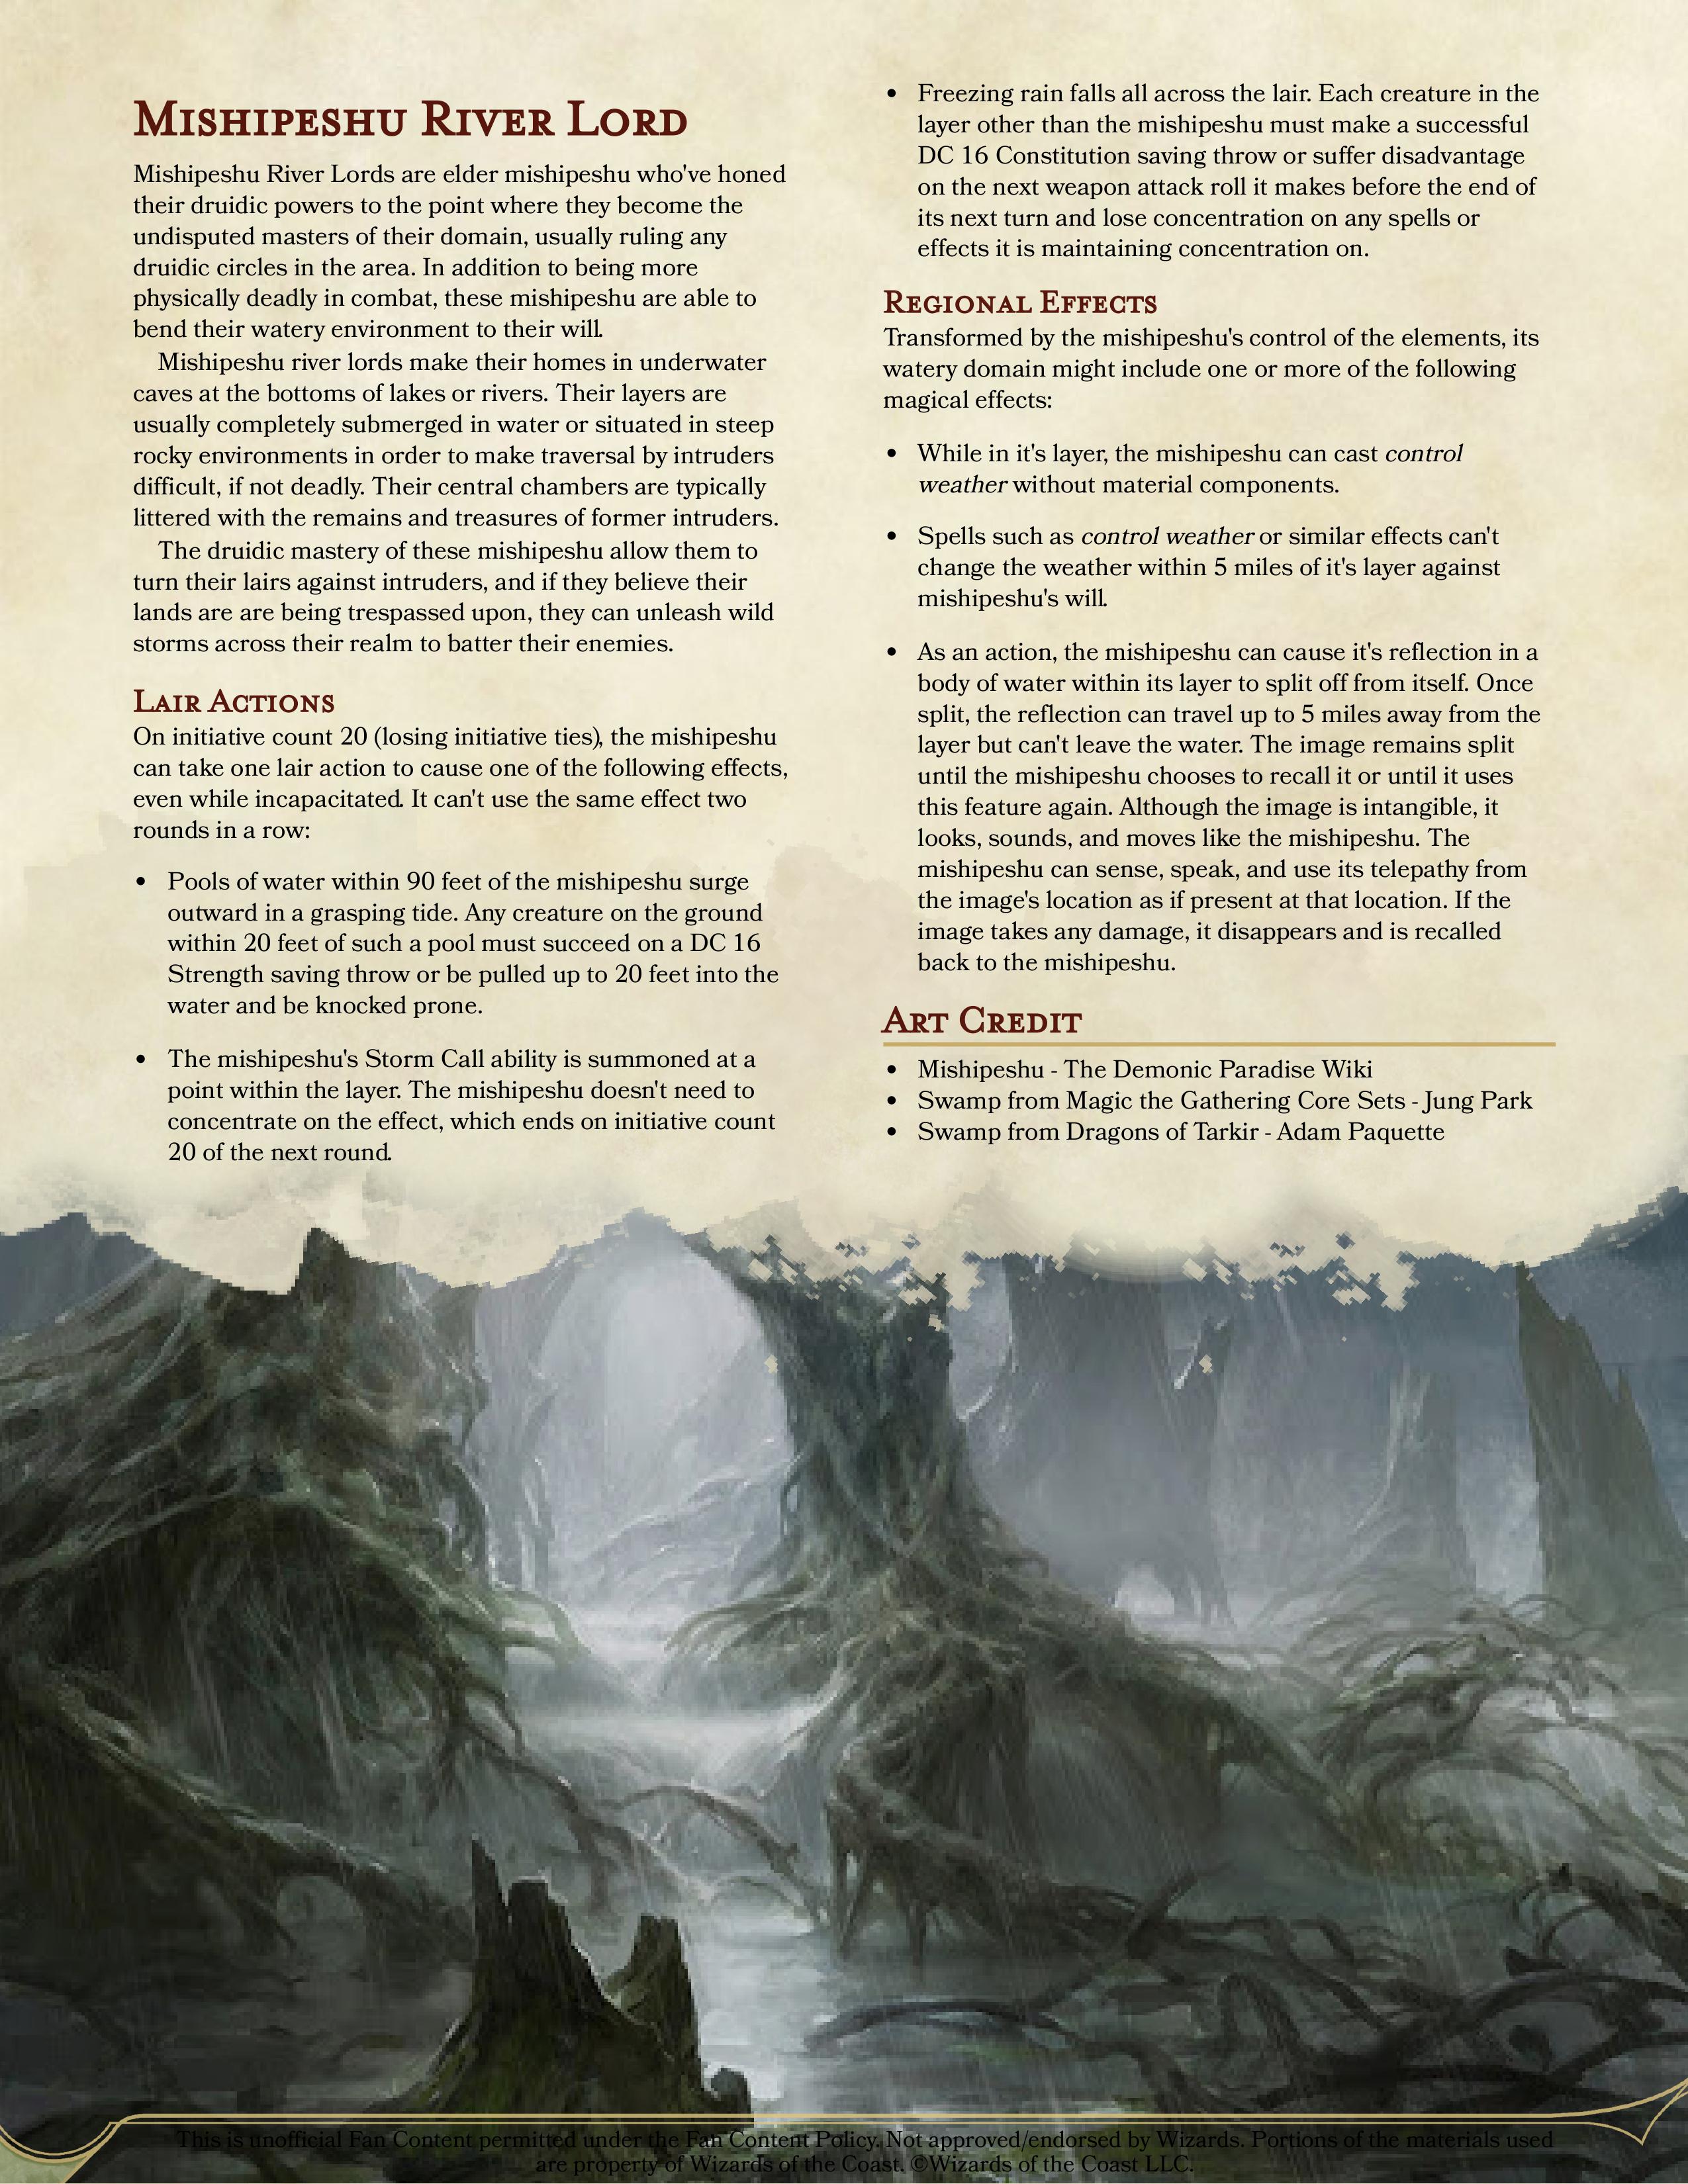 Mishipeshu River Lord
Mishipeshu River Lords are elder mishipeshu who've honed
their druidic powers to the point where they become the
undisputed masters of their domain, usually ruling any
druidic circles in the area. In addition to being more
physically deadly in combat, these mishipeshu are able to
bend their watery environment to their will.
Mishipeshu river lords make their homes in underwater
caves at the bottoms of lakes or rivers. Their layers are
usually completely submerged in water or situated in steep
rocky environments in order to make traversal by intruders
difficult, if not deadly. Their central chambers are typically
littered with the remains and treasures of former intruders.
The druidic mastery of these mishipeshu allow them to
turn their lairs against intruders, and if they believe their
lands are are being trespassed upon, they can unleash wild
storms across their realm to batter their enemies.
Lair Actions
On initiative count 20 (losing initiative ties), the mishipeshu
can take one lair action to cause one of the following effects,
even while incapacitated. It can't use the same effect two
rounds in a row:
• Pools of water within 90 feet of the mishipeshu surge
outward in a grasping tide. Any creature on the ground
within 20 feet of such a pool must succeed on a DC 16
Strength saving throw or be pulled up to 20 feet into the
water and be knocked prone.
• The mishipeshu's Storm Call ability is summoned at a
point within the layer. The mishipeshu doesn't need to
concentrate on the effect, which ends on initiative count
20 of the next round.
• Freezing rain falls all across the lair. Each creature in the
layer other than the mishipeshu must make a successful
DC 16 Constitution saving throw or suffer disadvantage
on the next weapon attack roll it makes before the end of
its next turn and lose concentration on any spells or
effects it is maintaining concentration on.
Regional Effects
Transformed by the mishipeshu's control of the elements, its
watery domain might include one or more of the following
magical effects:
• While in it's layer, the mishipeshu can cast control
weather without material components.
• Spells such as control weather or similar effects can't
change the weather within 5 miles of it's layer against
mishipeshu's will.
• As an action, the mishipeshu can cause it's reflection in a
body of water within its layer to split off from itself. Once
split, the reflection can travel up to 5 miles away from the
layer but can't leave the water. The image remains split
until the mishipeshu chooses to recall it or until it uses
this feature again. Although the image is intangible, it
looks, sounds, and moves like the mishipeshu. The
mishipeshu can sense, speak, and use its telepathy from
the image's location as if present at that location. If the
image takes any damage, it disappears and is recalled
back to the mishipeshu.
Art Credit
• Mishipeshu - The Demonic Paradise Wiki
• Swamp from Magic the Gathering Core Sets - Jung Park
• Swamp from Dragons of Tarkir - Adam Paquette
This is unofficial Fan Content permitted under the Fan Content Policy. Not approved/endorsed by Wizards. Portions of the materials used
are property of Wizards of the Coast. ©Wizards of the Coast LLC.